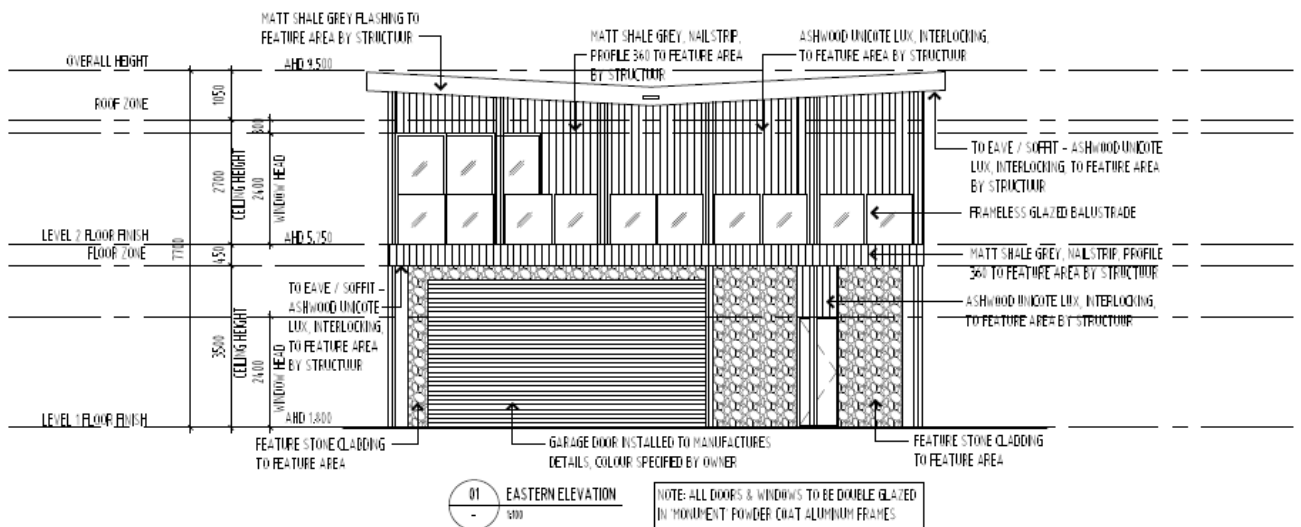 MATT SHALE GREY FLASHING TO
FEATURE AREA BY STRUCTUUR
MATT SHALE GREY, NAILSTRIP,
PROFILE 360 TO FEATURE AREA
BY STRUCTUUR
ASHWOOD UNICOTE LUX, INTERLOCKING,
TO FEATURE AREA BY STRUCTUUR
OVERALL HEIGHT
AHD 9,500
ROOF ZONE
1050
300
CEILING HEIGHT
2700
WINDOW HEAD
2400
TO EAVE / SOFFIT - ASHWOOD UNICOTE
LUX, INTERLOCKING, TO FEATURE AREA
BY STRUCTUUR
FRAMELESS GLAZED BALUSTRADE
LEVEL 2 FLOOR FINISH
AHD 5,750
FLOOR ZONE
7700
450
MATT SHALE GREY, NAILSTRIP, PROFILE
360 TO FEATURE AREA BY STRUCTUUR
TO EAVE / SOFFIT -
ASHWOOD UNICOTE
LUX, INTERLOCKING,
TO FEATURE AREA
BY STRUCTUUR
ASHWOOD UNICOTE LUX, INTERLOCKING,
TO FEATURE AREA BY STRUCTUUR
3500
CEILING HEIGHT
2400
WINDOW HEAD
LEVEL 1 FLOOR FINISH
AHD 1,800
FEATURE STONE CLADDING
TO FEATURE AREA
GARAGE DOOR INSTALLED TO MANUFACTURES
DETAILS, COLOUR SPECIFIED BY OWNER
FEATURE STONE CLADDING
TO FEATURE AREA
01
-
EASTERN ELEVATION
1:100
NOTE: ALL DOORS & WINDOWS TO BE DOUBLE GLAZED
IN 'MONUMENT' POWDER COAT ALUMINUM FRAMES